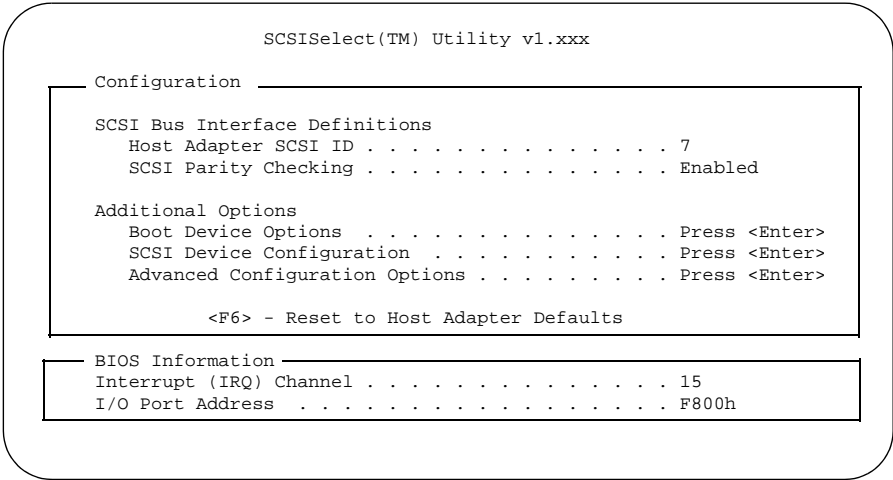 SCSISelect(TM) Utility v1.xxx
Configuration
SCSI Bus Interface Definitions
Host Adapter SCSI ID . . . . . . . . . . . . . . . 7
SCSI Parity Checking . . . . . . . . . . . . . . . Enabled
Additional Options
Boot Device Options . . . . . . . . . . . . . . . Press <Enter>
SCSI Device Configuration . . . . . . . . . . . Press <Enter>
Advanced Configuration Options . . . . . . . . . Press <Enter>
<F6> - Reset to Host Adapter Defaults
BIOS Information
Interrupt (IRQ) Channel . . . . . . . . . . . . . . . 15
I/O Port Address . . . . . . . . . . . . . . . . . . F800h